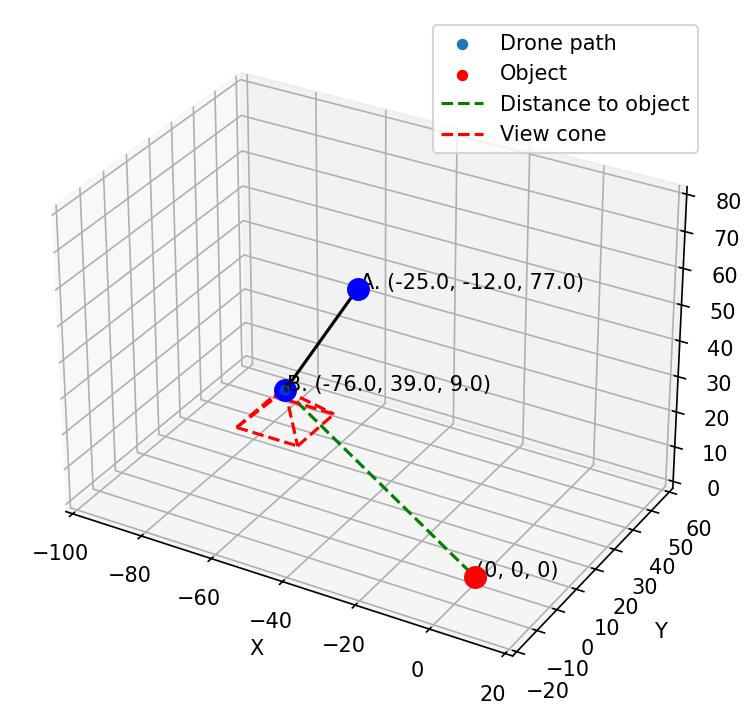 Drone path
Object
Distance to object
View cone
A. (-25.0, -12.0, 77.0)
B. (-76.0, 39.0, 9.0)
(0, 0, 0)
80
70
60
50
40
30
20
10
0
−100
−80
−60
−40
−20
0
20
X
60
50
40
30
20
10
0
−10
−20
Y